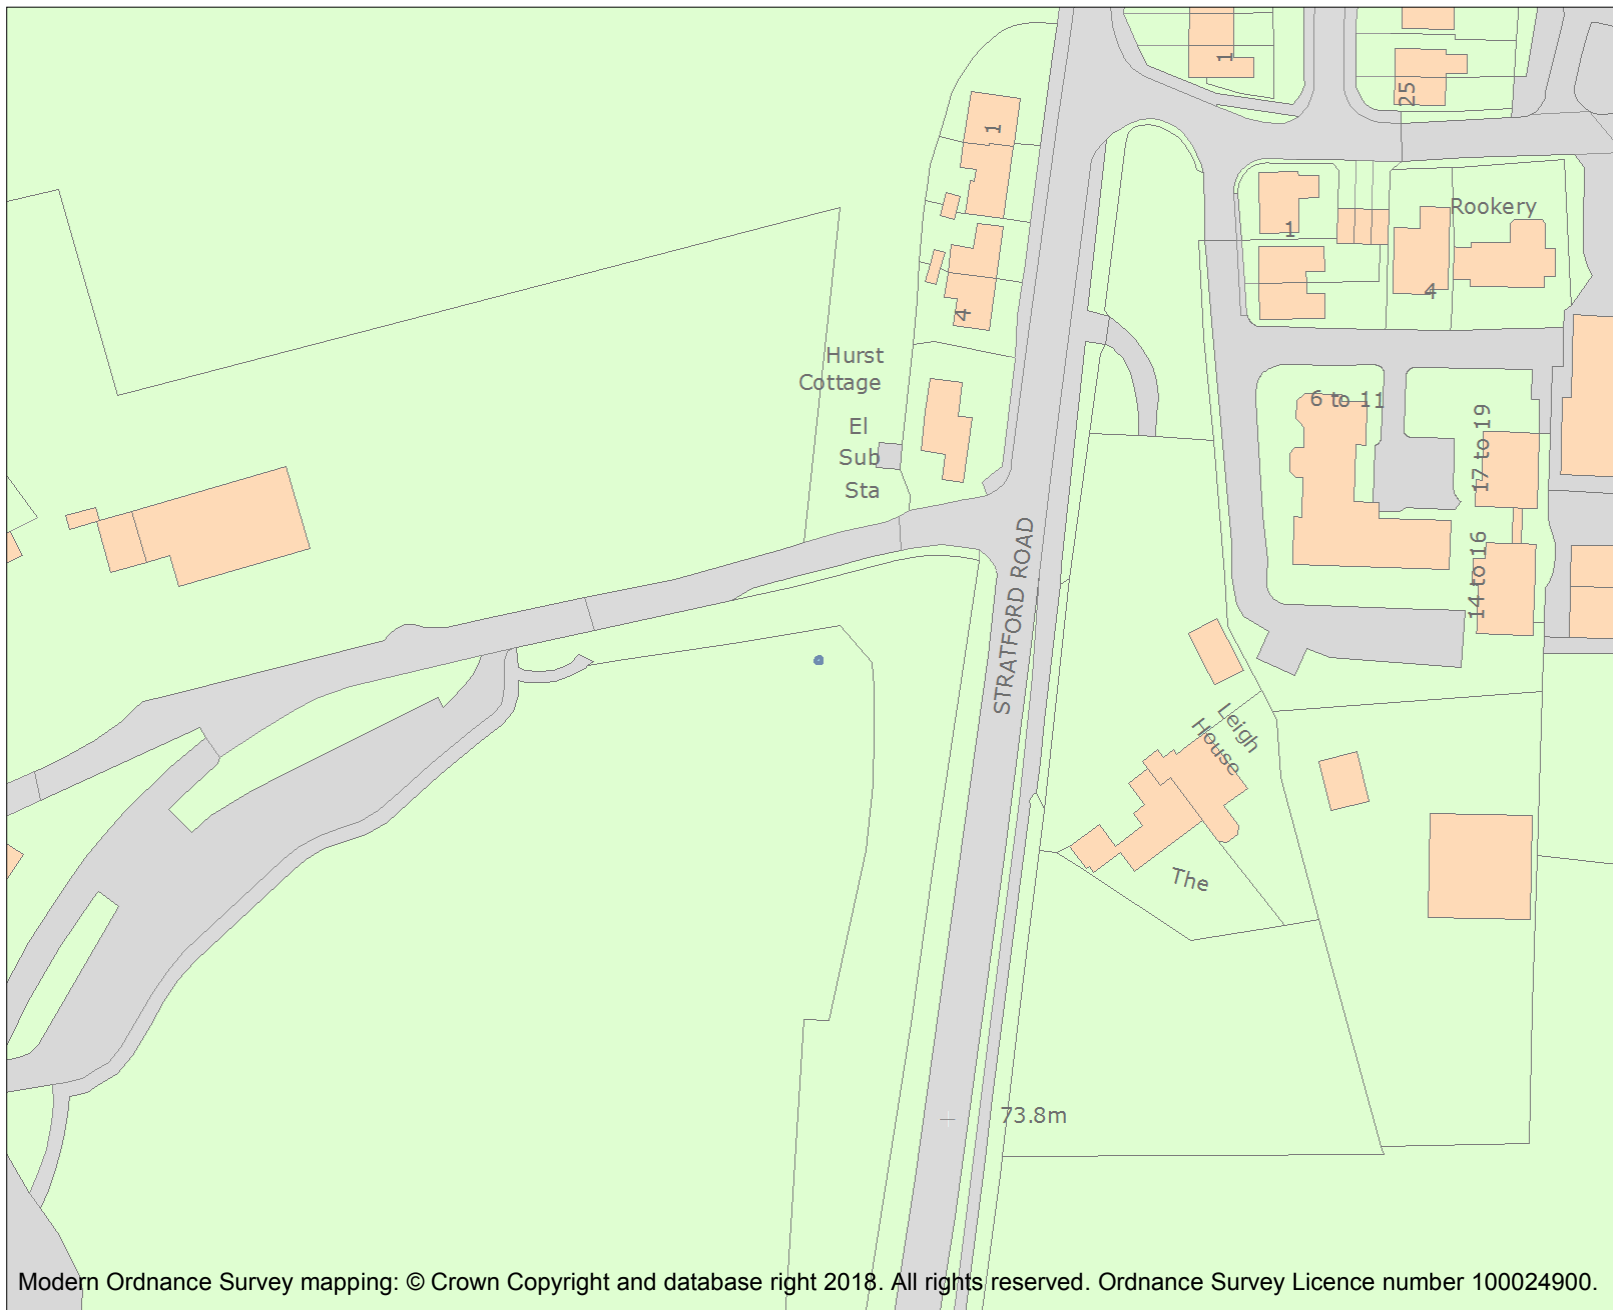 1
25
1
Rookery
1
4
4
Hurst
Cottage
El
Sub
Sta
6 to 11
17 to 19
14 to 16
STRATFORD ROAD
Leigh
House
The
73.8m
Modern Ordnance Survey mapping: © Crown Copyright and database right 2018. All rights reserved. Ordnance Survey Licence number 100024900.